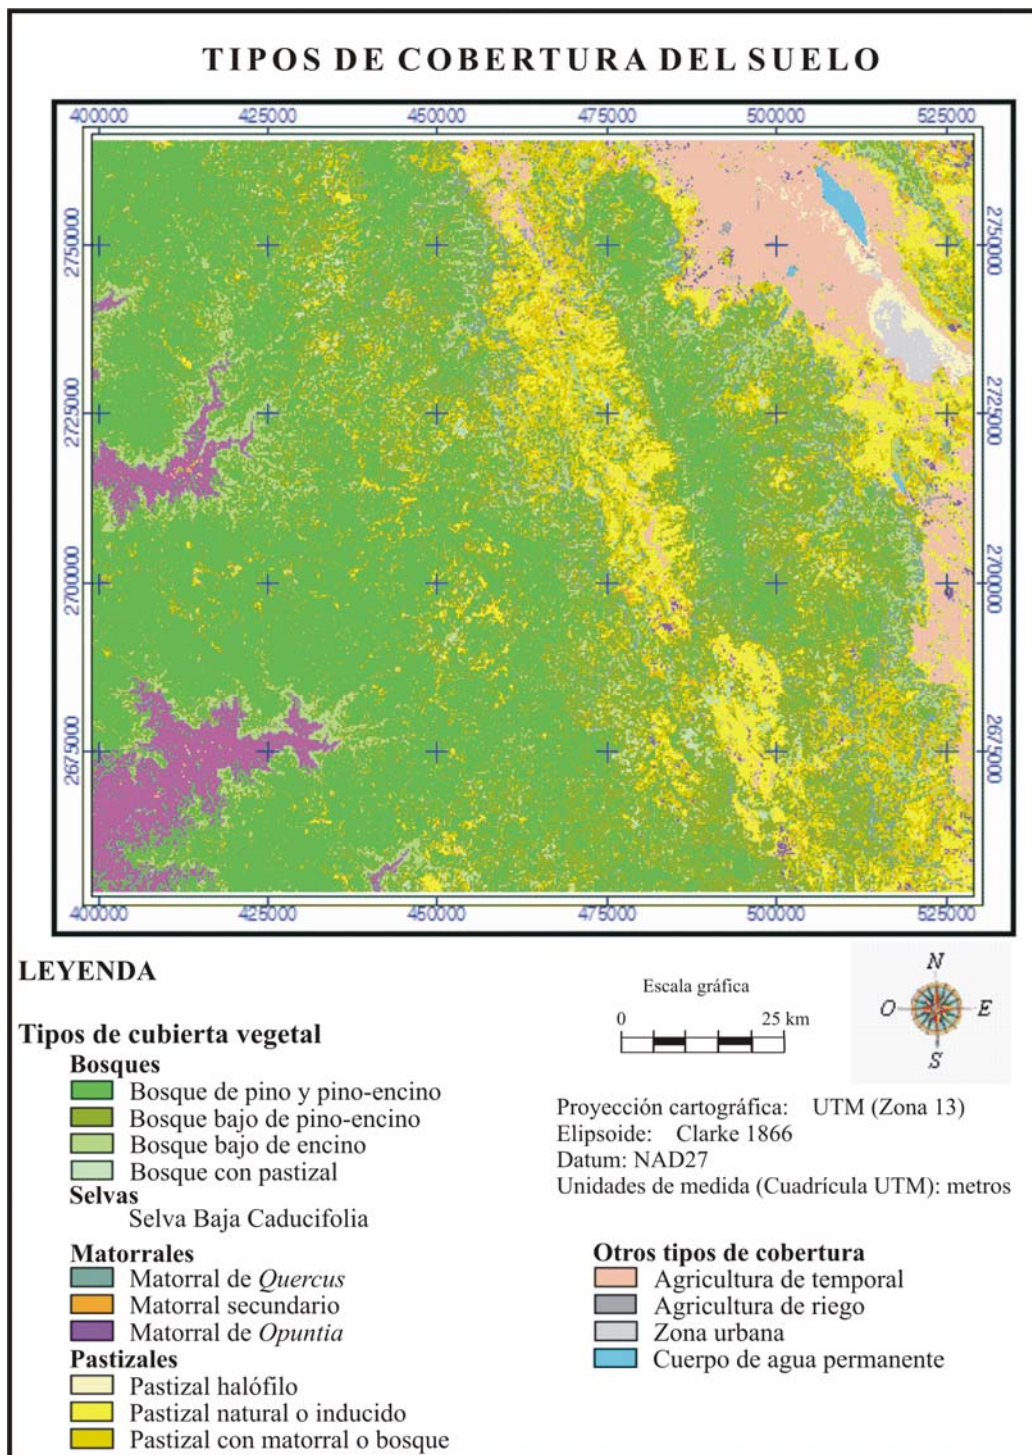 TIPOS DE COBERTURA DEL SUELO
400000 425000 450000 475000 500000 525000
2750000 2750000
2725000 2725000
2700000 2700000
2675000 2675000
400000 425000 450000 475000 500000 525000
LEYENDA
Tipos de cubierta vegetal
Bosques
Bosque de pino y pino-encino
Bosque bajo de pino-encino
Bosque bajo de encino
Bosque con pastizal
Selvas
Selva Baja Caducifolia
Matorrales
Matorral de Quercus
Matorral secundario
Matorral de Opuntia
Pastizales
Pastizal halófilo
Pastizal natural o inducido
Pastizal con matorral o bosque
Escala gráfica
0 25 km
N
O E
S
Proyección cartográfica: UTM (Zona 13)
Elipsoide: Clarke 1866
Datum: NAD27
Unidades de medida (Cuadrícula UTM): metros
Otros tipos de cobertura
Agricultura de temporal
Agricultura de riego
Zona urbana
Cuerpo de agua permanente